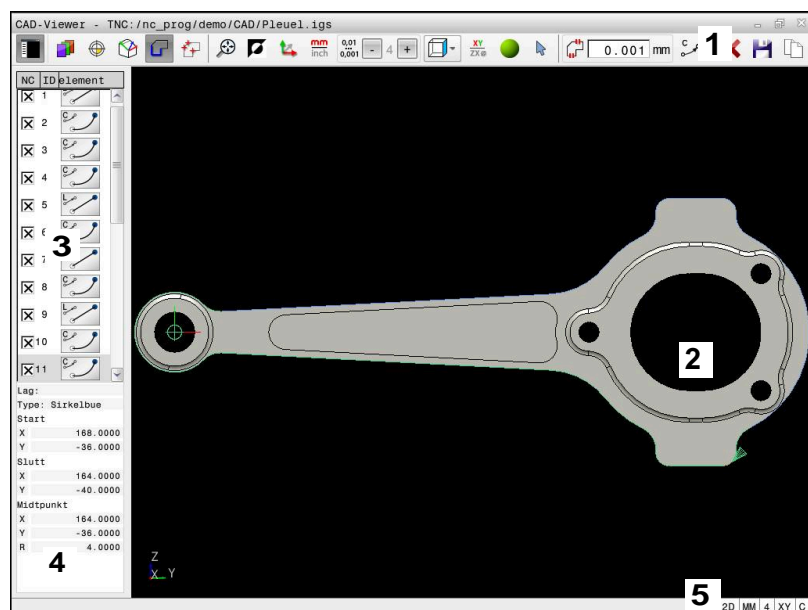 CAD-Viewer - TNC:/nc_prog/demo/CAD/Pleuel.igs
mm
inch
0,01
0,001
- 4 +
XY
ZX
0.001 mm
C
1
NC ID element
1
2 C
3 C
4 C
5 L
6 C
3
7
8 C
9 L
10 C
11 C
Lag:
Type: Sirkelbue
Start
X 168.0000
Y -36.0000
Slutt
X 164.0000
Y -40.0000
Midtpunkt
X 164.0000
Y -36.0000
R 4.0000
4
2
Z
X Y
5
2D MM 4 XY C